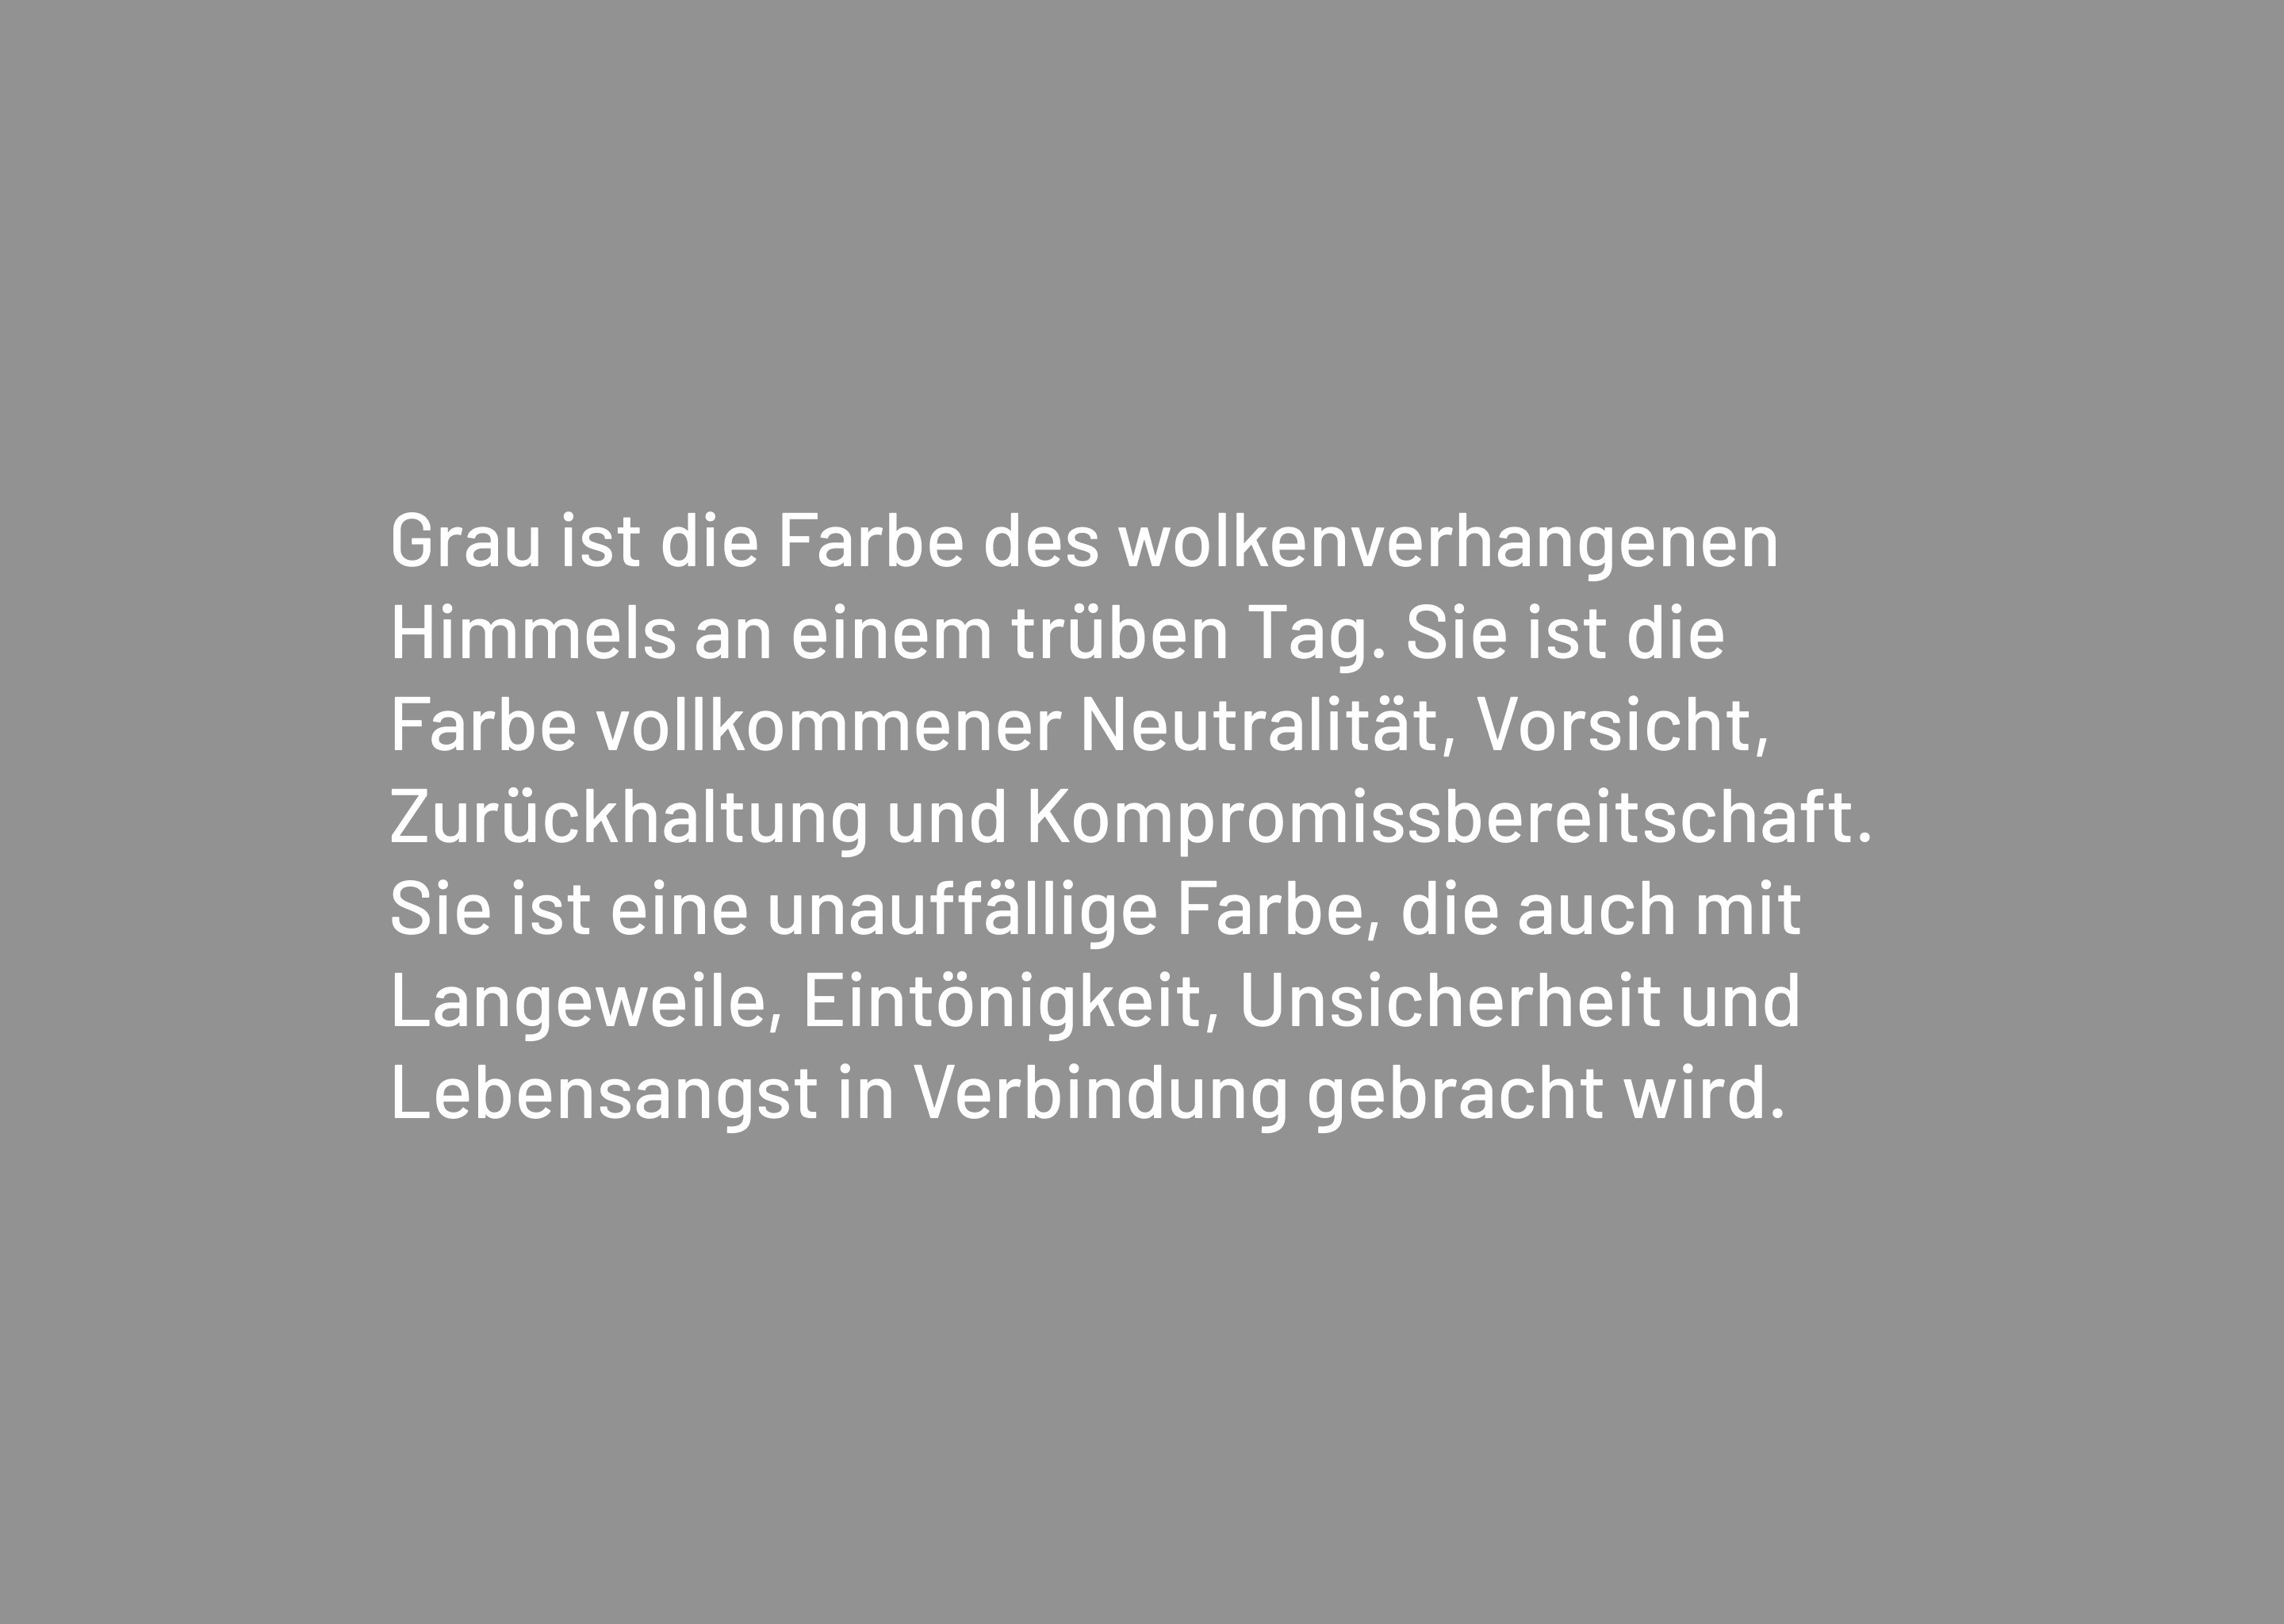 Grau ist die Farbe des wolkenverhangenen
Himmels an einem trüben Tag. Sie ist die
Farbe vollkommener Neutralität, Vorsicht,
Zurückhaltung und Kompromissbereitschaft.
Sie ist eine unauffällige Farbe, die auch mit
Langeweile, Eintönigkeit, Unsicherheit und
Lebensangst in Verbindung gebracht wird.